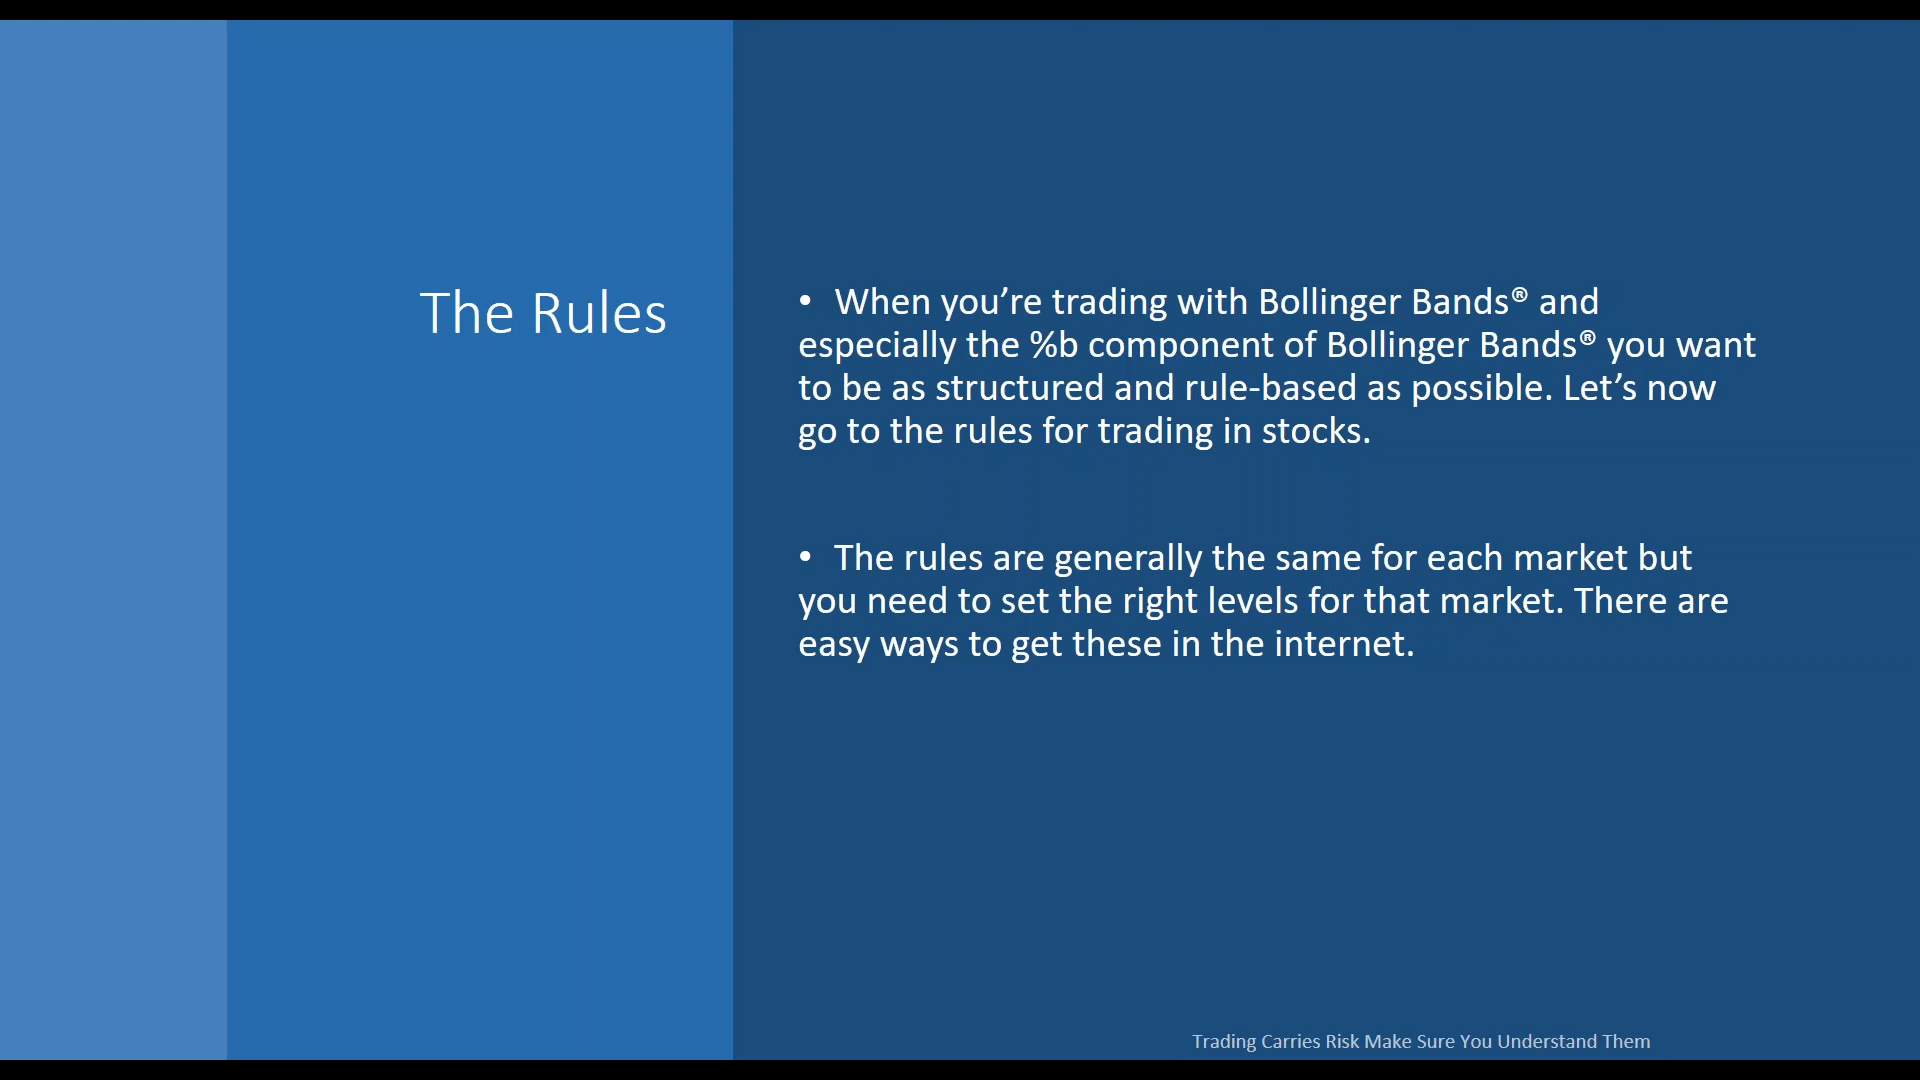 The Rules
• When you’re trading with Bollinger Bands® and
especially the %b component of Bollinger Bands® you want
to be as structured and rule-based as possible. Let’s now
go to the rules for trading in stocks.
• The rules are generally the same for each market but
you need to set the right levels for that market. There are
easy ways to get these in the internet.
Trading Carries Risk Make Sure You Understand Them